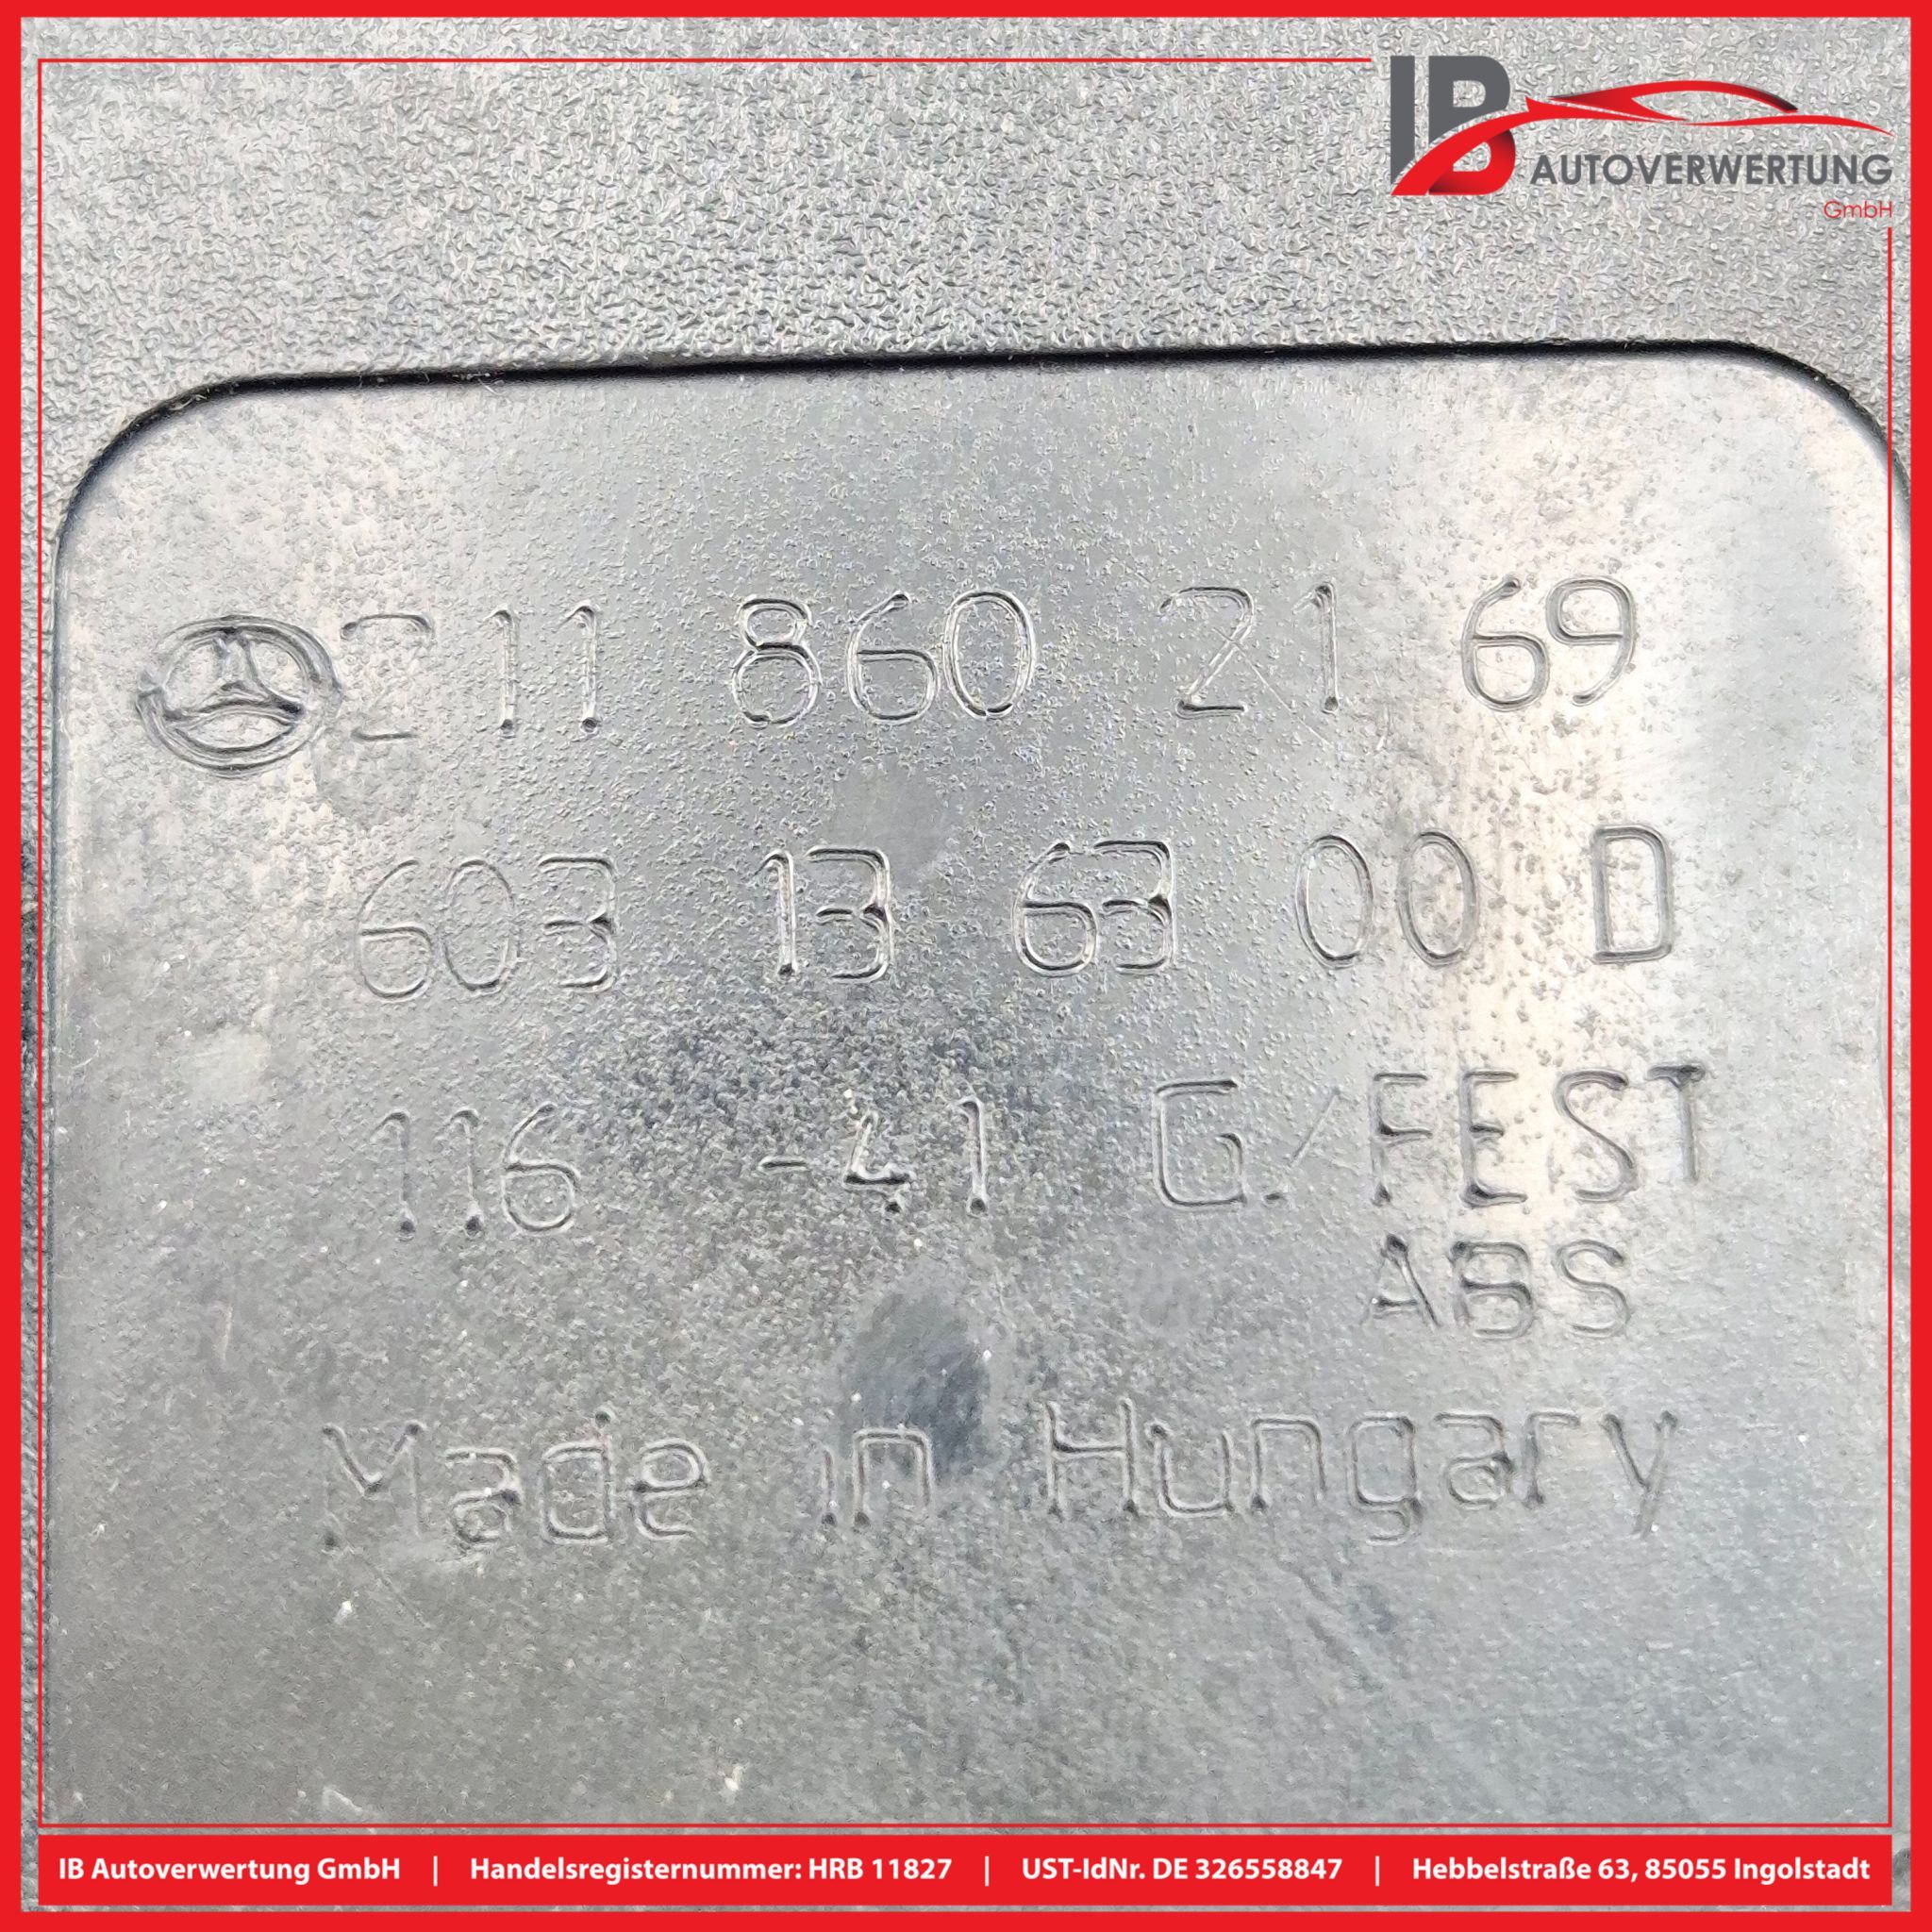 IB
AUTOVERWERTUNG
GmbH
211 860 21 69
603 13 63 00 D
116 -41 G./FEST
ABS
Made in Hungary
IB Autoverwertung GmbH | Handelsregisternummer: HRB 11827 | UST-IdNr. DE 326558847 | Hebbelstraße 63, 85055 Ingolstadt